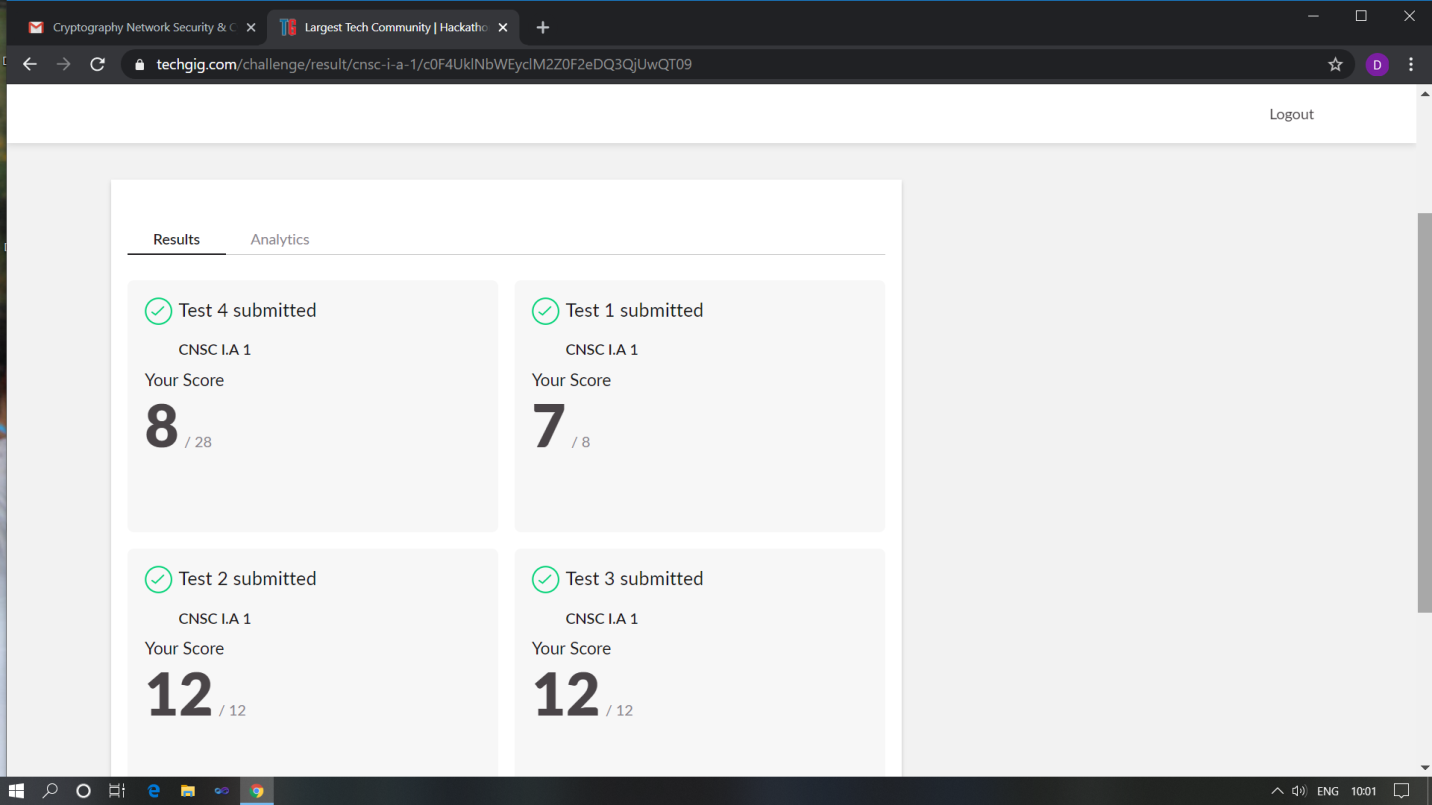 Cryptography Network Security & C
Largest Tech Community | Hackatho
techgig.com/challenge/result/cnsc-i-a-1/c0F4UklNbWEyclM2Z0F2eDQ3QjUwQT09
D
Logout
Results Analytics
Test 4 submitted
CNSC I.A 1
Your Score
8 / 28
Test 1 submitted
CNSC I.A 1
Your Score
7 / 8
Test 2 submitted
CNSC I.A 1
Your Score
12 / 12
Test 3 submitted
CNSC I.A 1
Your Score
12 / 12
ENG 10:01